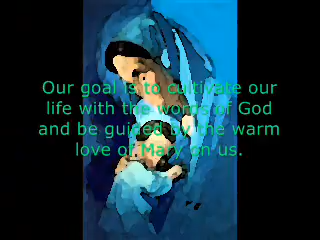 Our goal is to cultivate our
life with the words of God
and be guided by the warm
love of Mary on us.